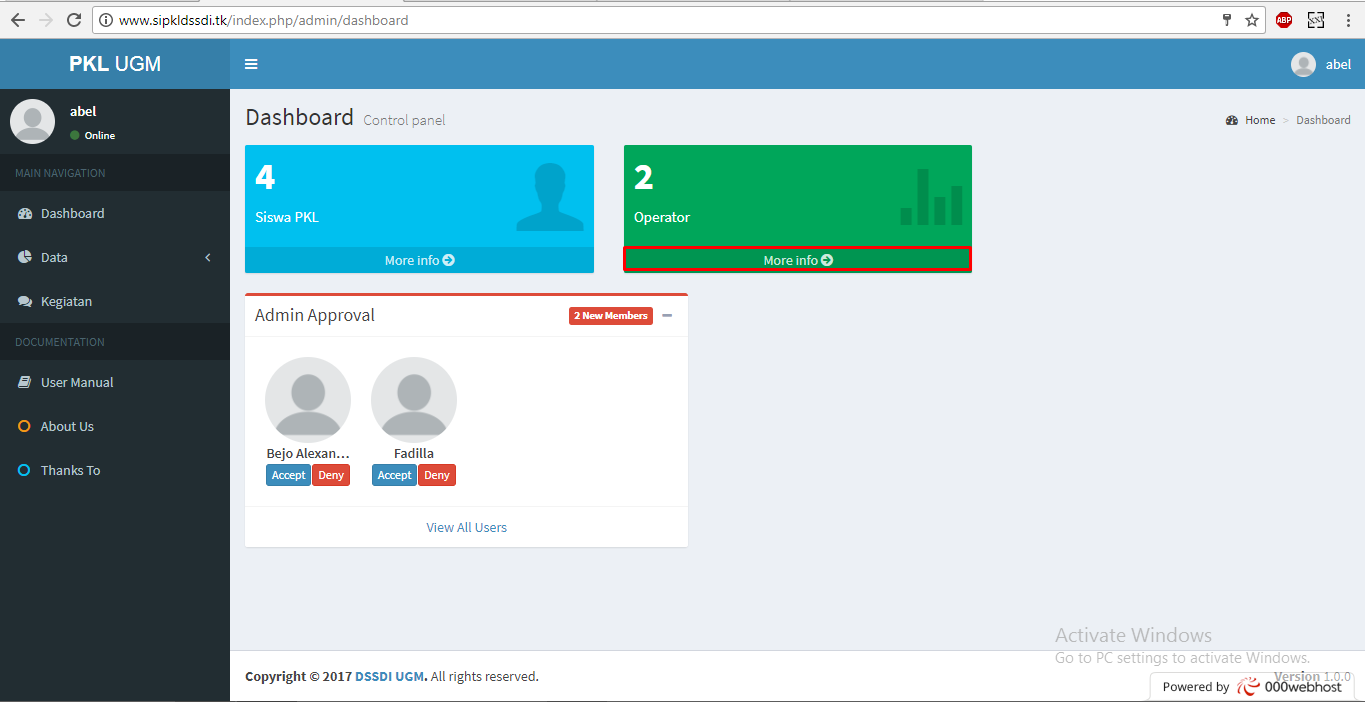 www.sipkldssdi.tk/index.php/admin/dashboard
ABP
PKL UGM
abel
abel
Online
MAIN NAVIGATION
Dashboard
Data
Kegiatan
DOCUMENTATION
User Manual
About Us
Thanks To
Dashboard Control panel
Home > Dashboard
4
Siswa PKL
More info
2
Operator
More info
Admin Approval
2 New Members
Bejo Alexan...
Accept Deny
Fadilla
Accept Deny
View All Users
Activate Windows
Go to PC settings to activate Windows.
Copyright © 2017 DSSDI UGM. All rights reserved.
Version 1.0.0
Powered by 000webhost